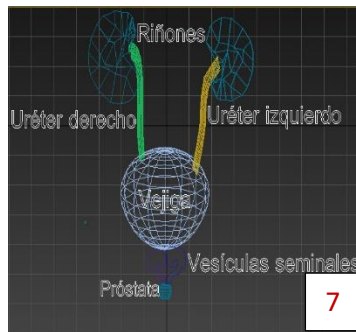 Riñones
Uréter derecho
Uréter izquierdo
Vejiga
Vesículas seminales
Próstata
7